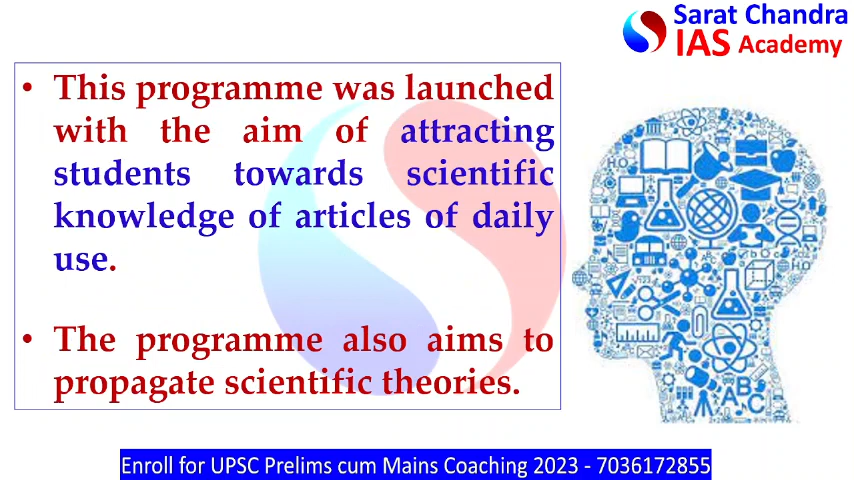 Sarat Chandra
IAS Academy
• This programme was launched
with the aim of attracting
students towards scientific
knowledge of articles of daily
use.
• The programme also aims to
propagate scientific theories.
H₂O
ABC
Enroll for UPSC Prelims cum Mains Coaching 2023 - 7036172855